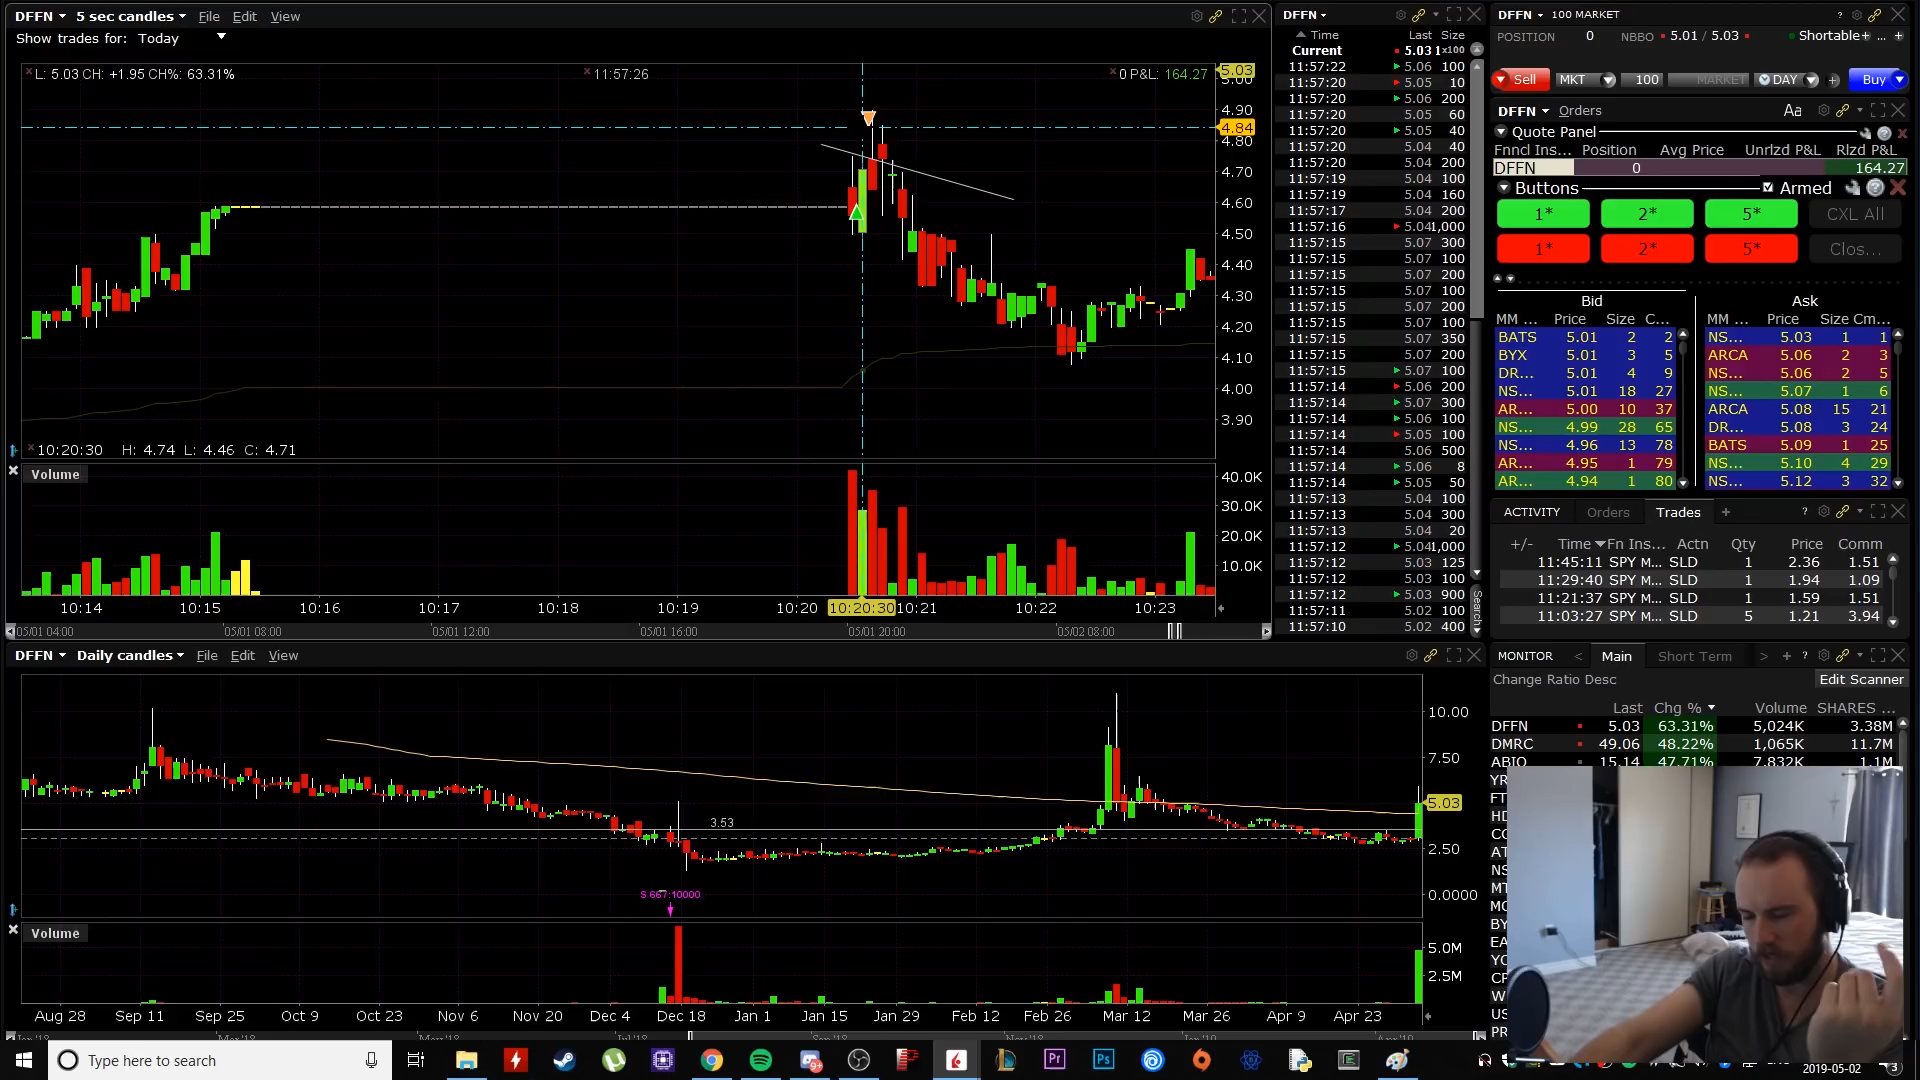 DFFN 5 sec candles File Edit View
Show trades for: Today
L: 5.03 CH: +1.95 CH%: 63.31%
11:57:26
0 P&L: 164.27
5.03
5.00
4.90
4.84
4.80
4.70
4.60
4.50
4.40
4.30
4.20
4.10
4.00
3.90
10:20:30 H: 4.74 L: 4.46 C: 4.71
Volume
40.0K
30.0K
20.0K
10.0K
10:14 10:15 10:16 10:17 10:18 10:19 10:20 10:20:30 10:21 10:22 10:23
05/01 04:00 05/01 08:00 05/01 12:00 05/01 16:00 05/01 20:00 05/02 08:00
DFFN Daily candles File Edit View
10.00
7.50
5.03
3.53
2.50
0.0000
S 667:10000
Volume
5.0M
2.5M
Aug 28 Sep 11 Sep 25 Oct 9 Oct 23 Nov 6 Nov 20 Dec 4 Dec 18 Jan 1 Jan 15 Jan 29 Feb 12 Feb 26 Mar 12 Mar 26 Apr 9 Apr 23
DFFN
Time Last Size
Current 5.03 1x100
11:57:22 5.06 100
11:57:20 5.05 10
11:57:20 5.06 200
11:57:20 5.05 60
11:57:20 5.05 40
11:57:20 5.04 40
11:57:20 5.04 200
11:57:19 5.04 100
11:57:19 5.04 160
11:57:17 5.04 200
11:57:16 5.04 1,000
11:57:15 5.07 300
11:57:15 5.07 100
11:57:15 5.07 200
11:57:15 5.07 100
11:57:15 5.07 200
11:57:15 5.07 100
11:57:15 5.07 350
11:57:15 5.07 200
11:57:15 5.07 100
11:57:14 5.06 200
11:57:14 5.07 300
11:57:14 5.06 100
11:57:14 5.05 100
11:57:14 5.06 500
11:57:14 5.06 8
11:57:14 5.05 50
11:57:13 5.04 100
11:57:13 5.04 300
11:57:13 5.04 20
11:57:12 5.04 1,000
11:57:12 5.03 125
11:57:12 5.03 100
11:57:12 5.03 900
11:57:11 5.02 100
11:57:10 5.02 400
Search
DFFN 100 MARKET
POSITION 0 NBBO 5.01 / 5.03 Shortable
Sell MKT 100 MARKET DAY Buy
DFFN Orders Aa
Quote Panel
Fnncl Ins... Position Avg Price Unrlzd P&L Rlzd P&L
DFFN 0 164.27
Buttons Armed
1* 2* 5* CXL All
1* 2* 5* Clos...
Bid Ask
MM ... Price Size C... MM ... Price Size Cm...
BATS 5.01 2 2 NS... 5.03 1 1
BYX 5.01 3 5 ARCA 5.06 2 3
DR... 5.01 4 9 NS... 5.06 2 5
NS... 5.01 18 27 NS... 5.07 1 6
AR... 5.00 10 37 ARCA 5.08 15 21
NS... 4.99 28 65 DR... 5.08 3 24
NS... 4.96 13 78 BATS 5.09 1 25
AR... 4.95 1 79 NS... 5.10 4 29
AR... 4.94 1 80 NS... 5.12 3 32
ACTIVITY Orders Trades +
+/- Time Fn Ins... Actn Qty Price Comm
11:45:11 SPY M... SLD 1 2.36 1.51
11:29:40 SPY M... SLD 1 1.94 1.09
11:21:37 SPY M... SLD 1 1.59 1.51
11:03:27 SPY M... SLD 5 1.21 3.94
MONITOR < Main Short Term > +
Change Ratio Desc Edit Scanner
Last Chg % Volume SHARES ...
DFFN 5.03 63.31% 5,024K 3.38M
DMRC 49.06 48.22% 1,065K 11.7M
ABIO 15.14 47.71% 7,832K 1.1M
Type here to search
2019-05-02